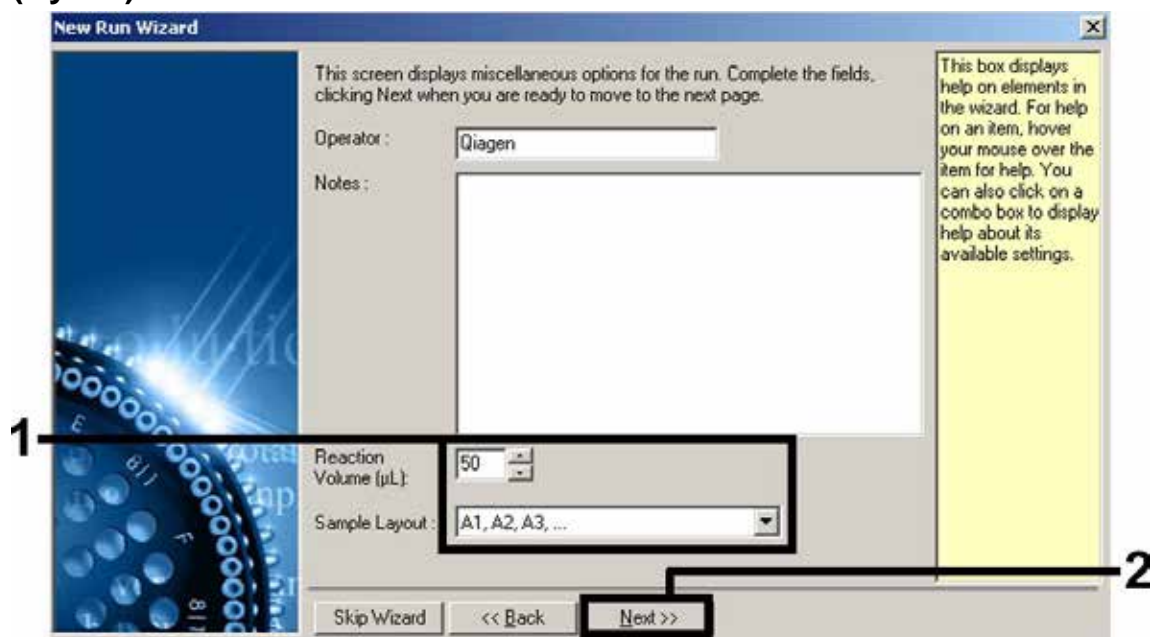 New Run Wizard
This screen displays miscellaneous options for the run. Complete the fields,
clicking Next when you are ready to move to the next page.
Operator :
Qiagen
Notes :
Reaction
Volume (µL):
50
Sample Layout :
A1, A2, A3, ...
Skip Wizard
<< Back
Next >>
This box displays
help on elements in
the wizard. For help
on an item, hover
your mouse over the
item for help. You
can also click on a
combo box to display
help about its
available settings.
1
2